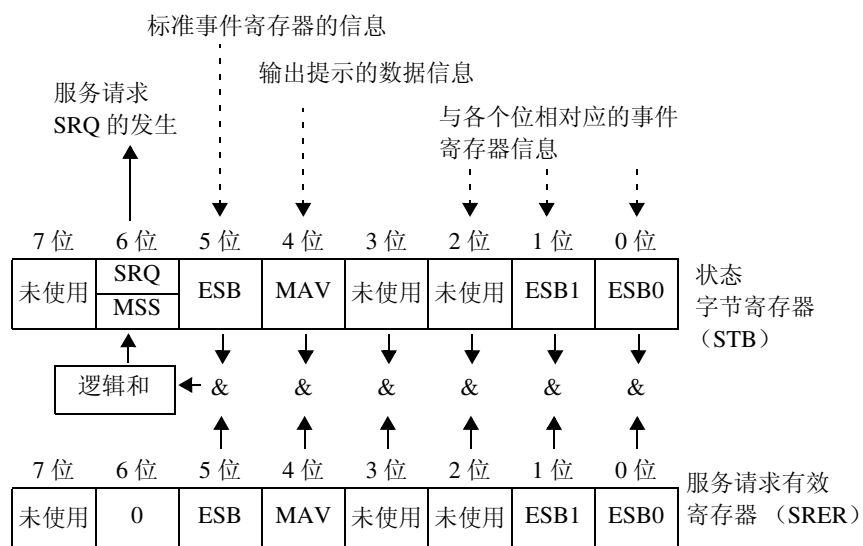 标准事件寄存器的信息
输出提示的数据信息
服务请求
SRQ 的发生
与各个位相对应的事件
寄存器信息
7 位 6 位 5 位 4 位 3 位 2 位 1 位 0 位
未使用 SRQ MSS ESB MAV 未使用 未使用 ESB1 ESB0
状态
字节寄存器
（STB）
逻辑和 & & & & & &
7 位 6 位 5 位 4 位 3 位 2 位 1 位 0 位
未使用 0 ESB MAV 未使用 未使用 ESB1 ESB0
服务请求有效
寄存器 （SRER）